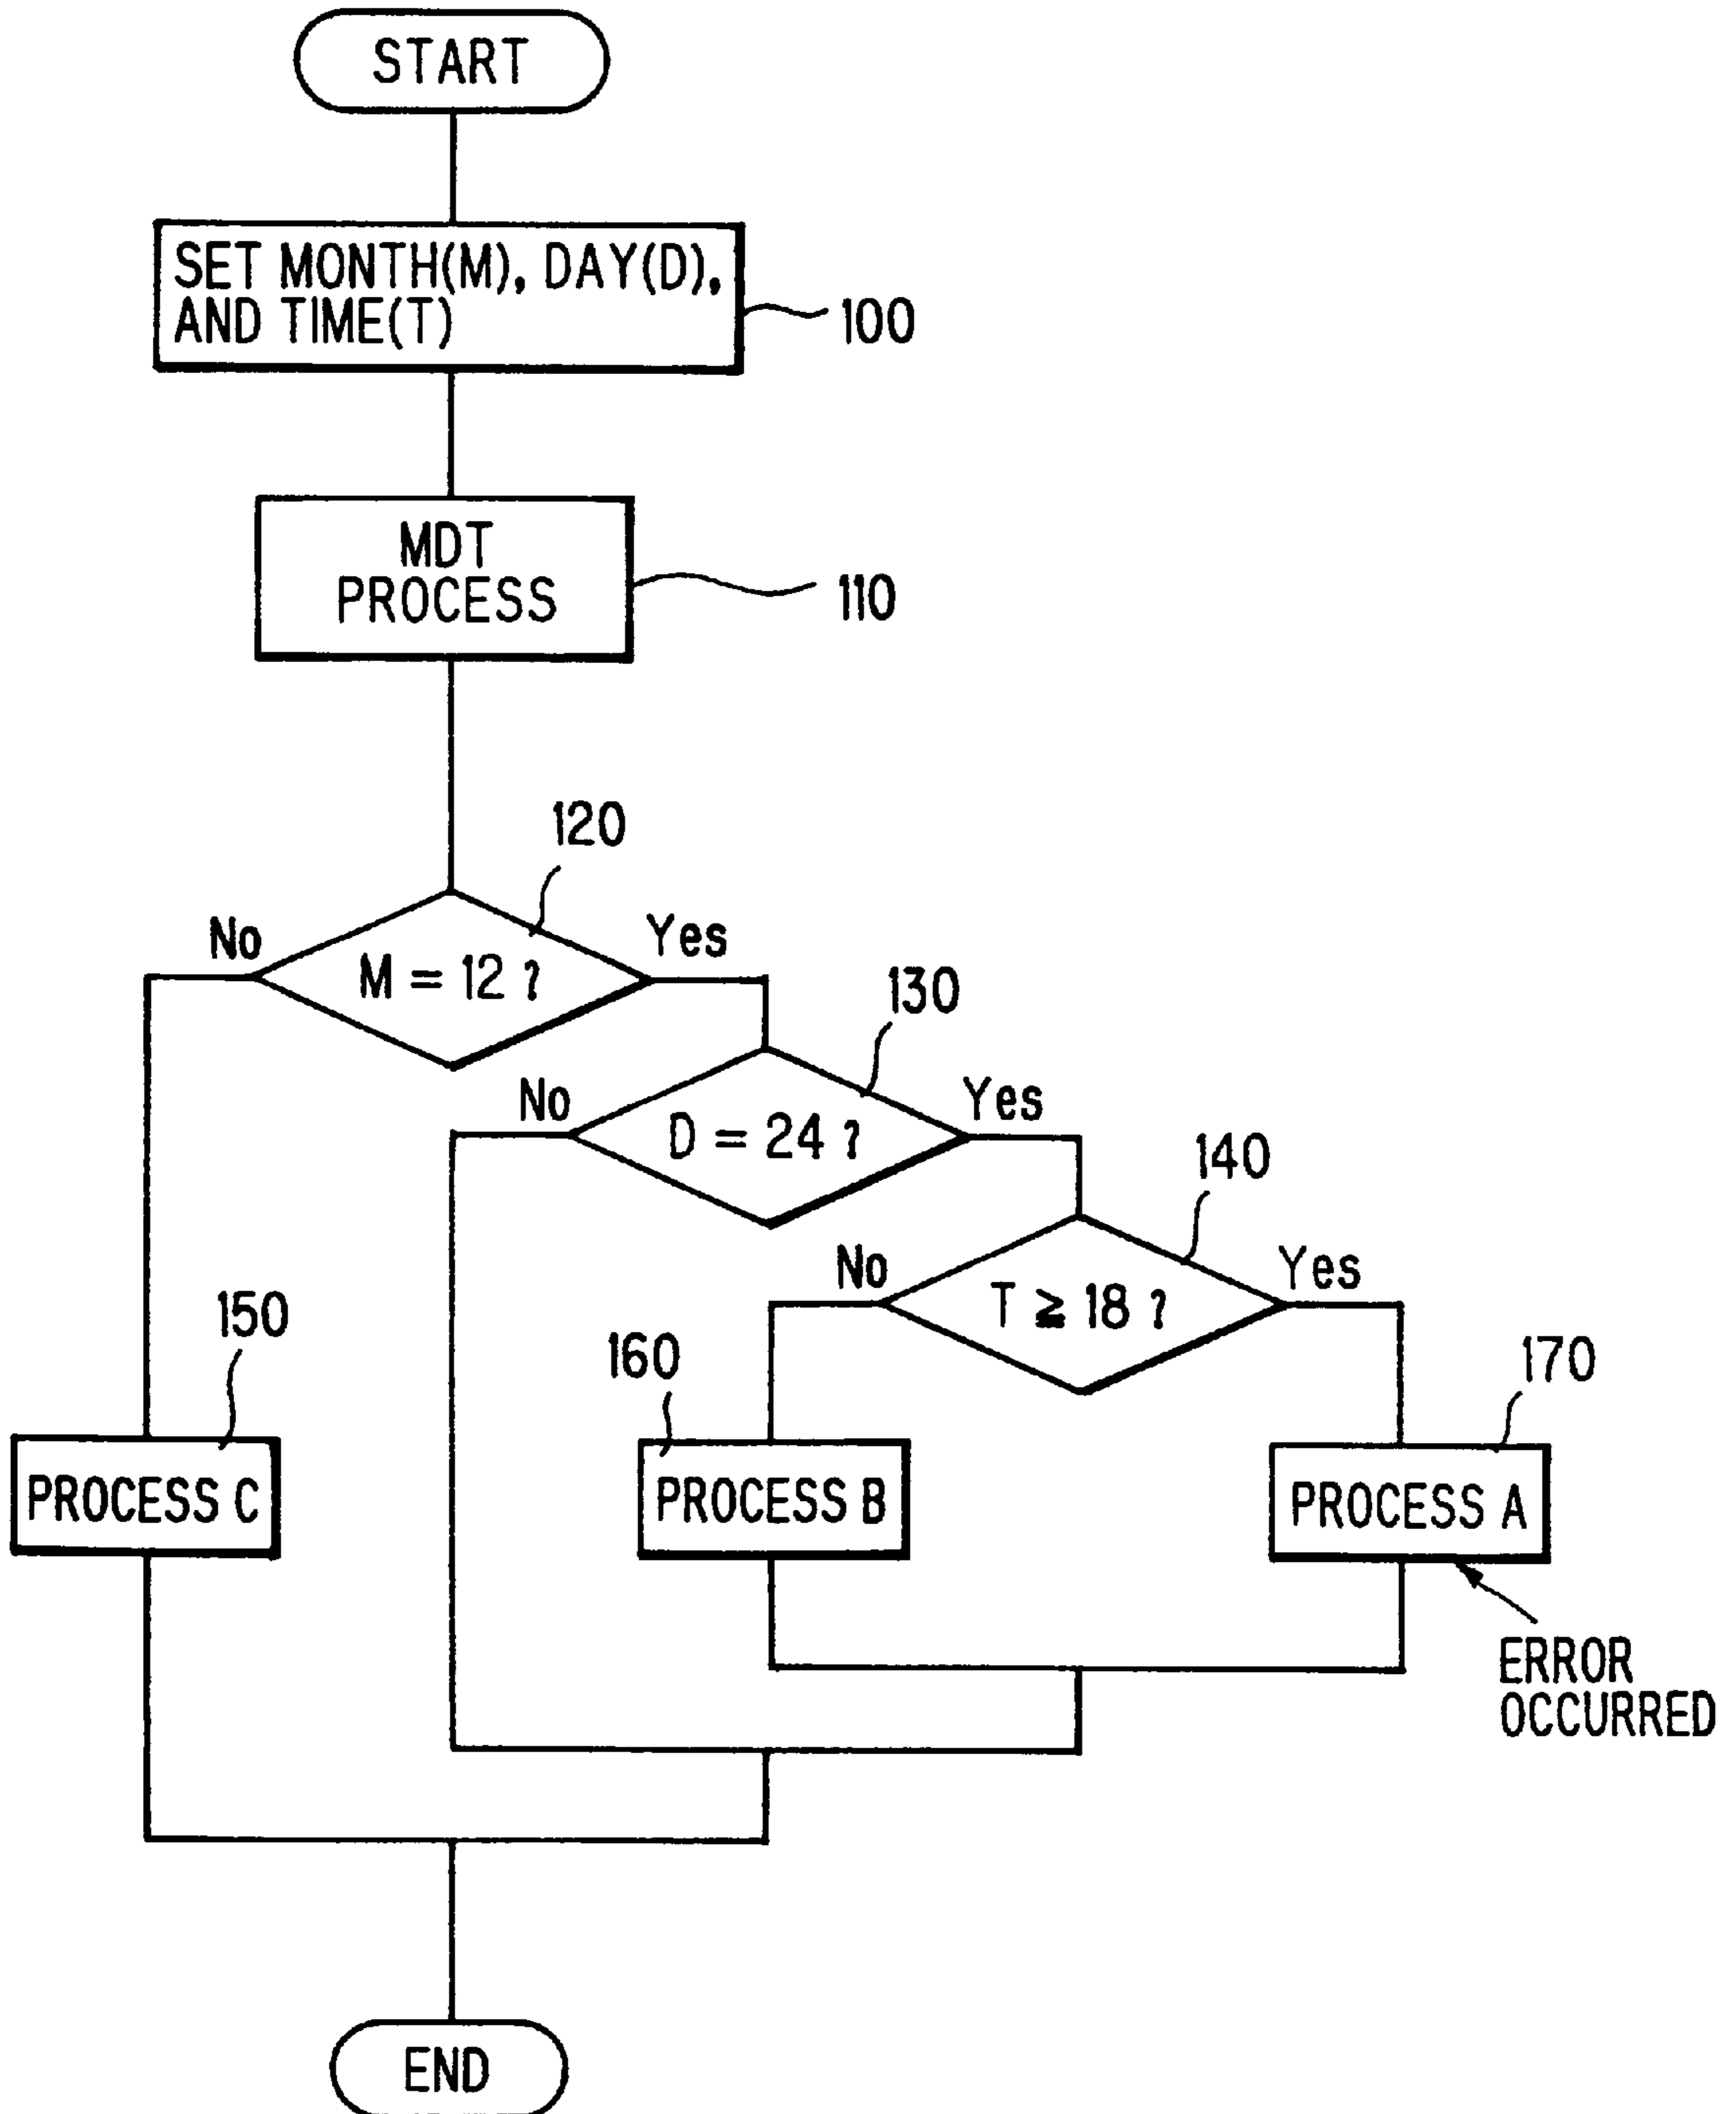 START
SET MONTH(M), DAY(D),
AND TIME(T)
100
MDT
PROCESS
110
120
No
Yes
M = 12 ?
130
No
Yes
D = 24 ?
140
No
Yes
T ≧ 18 ?
150
160
170
PROCESS C
PROCESS B
PROCESS A
ERROR
OCCURRED
END